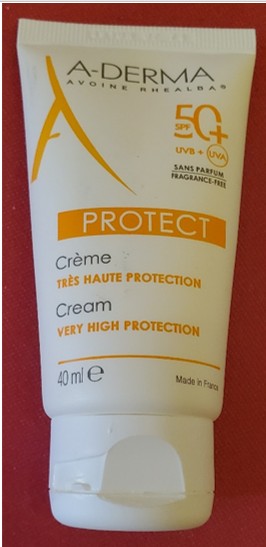 A-DERMA
AVOINE RHEALBA®
SPF 50+
UVB + UVA
SANS PARFUM
FRAGRANCE-FREE
PROTECT
Crème
TRÈS HAUTE PROTECTION
Cream
VERY HIGH PROTECTION
40 ml e
Made in France